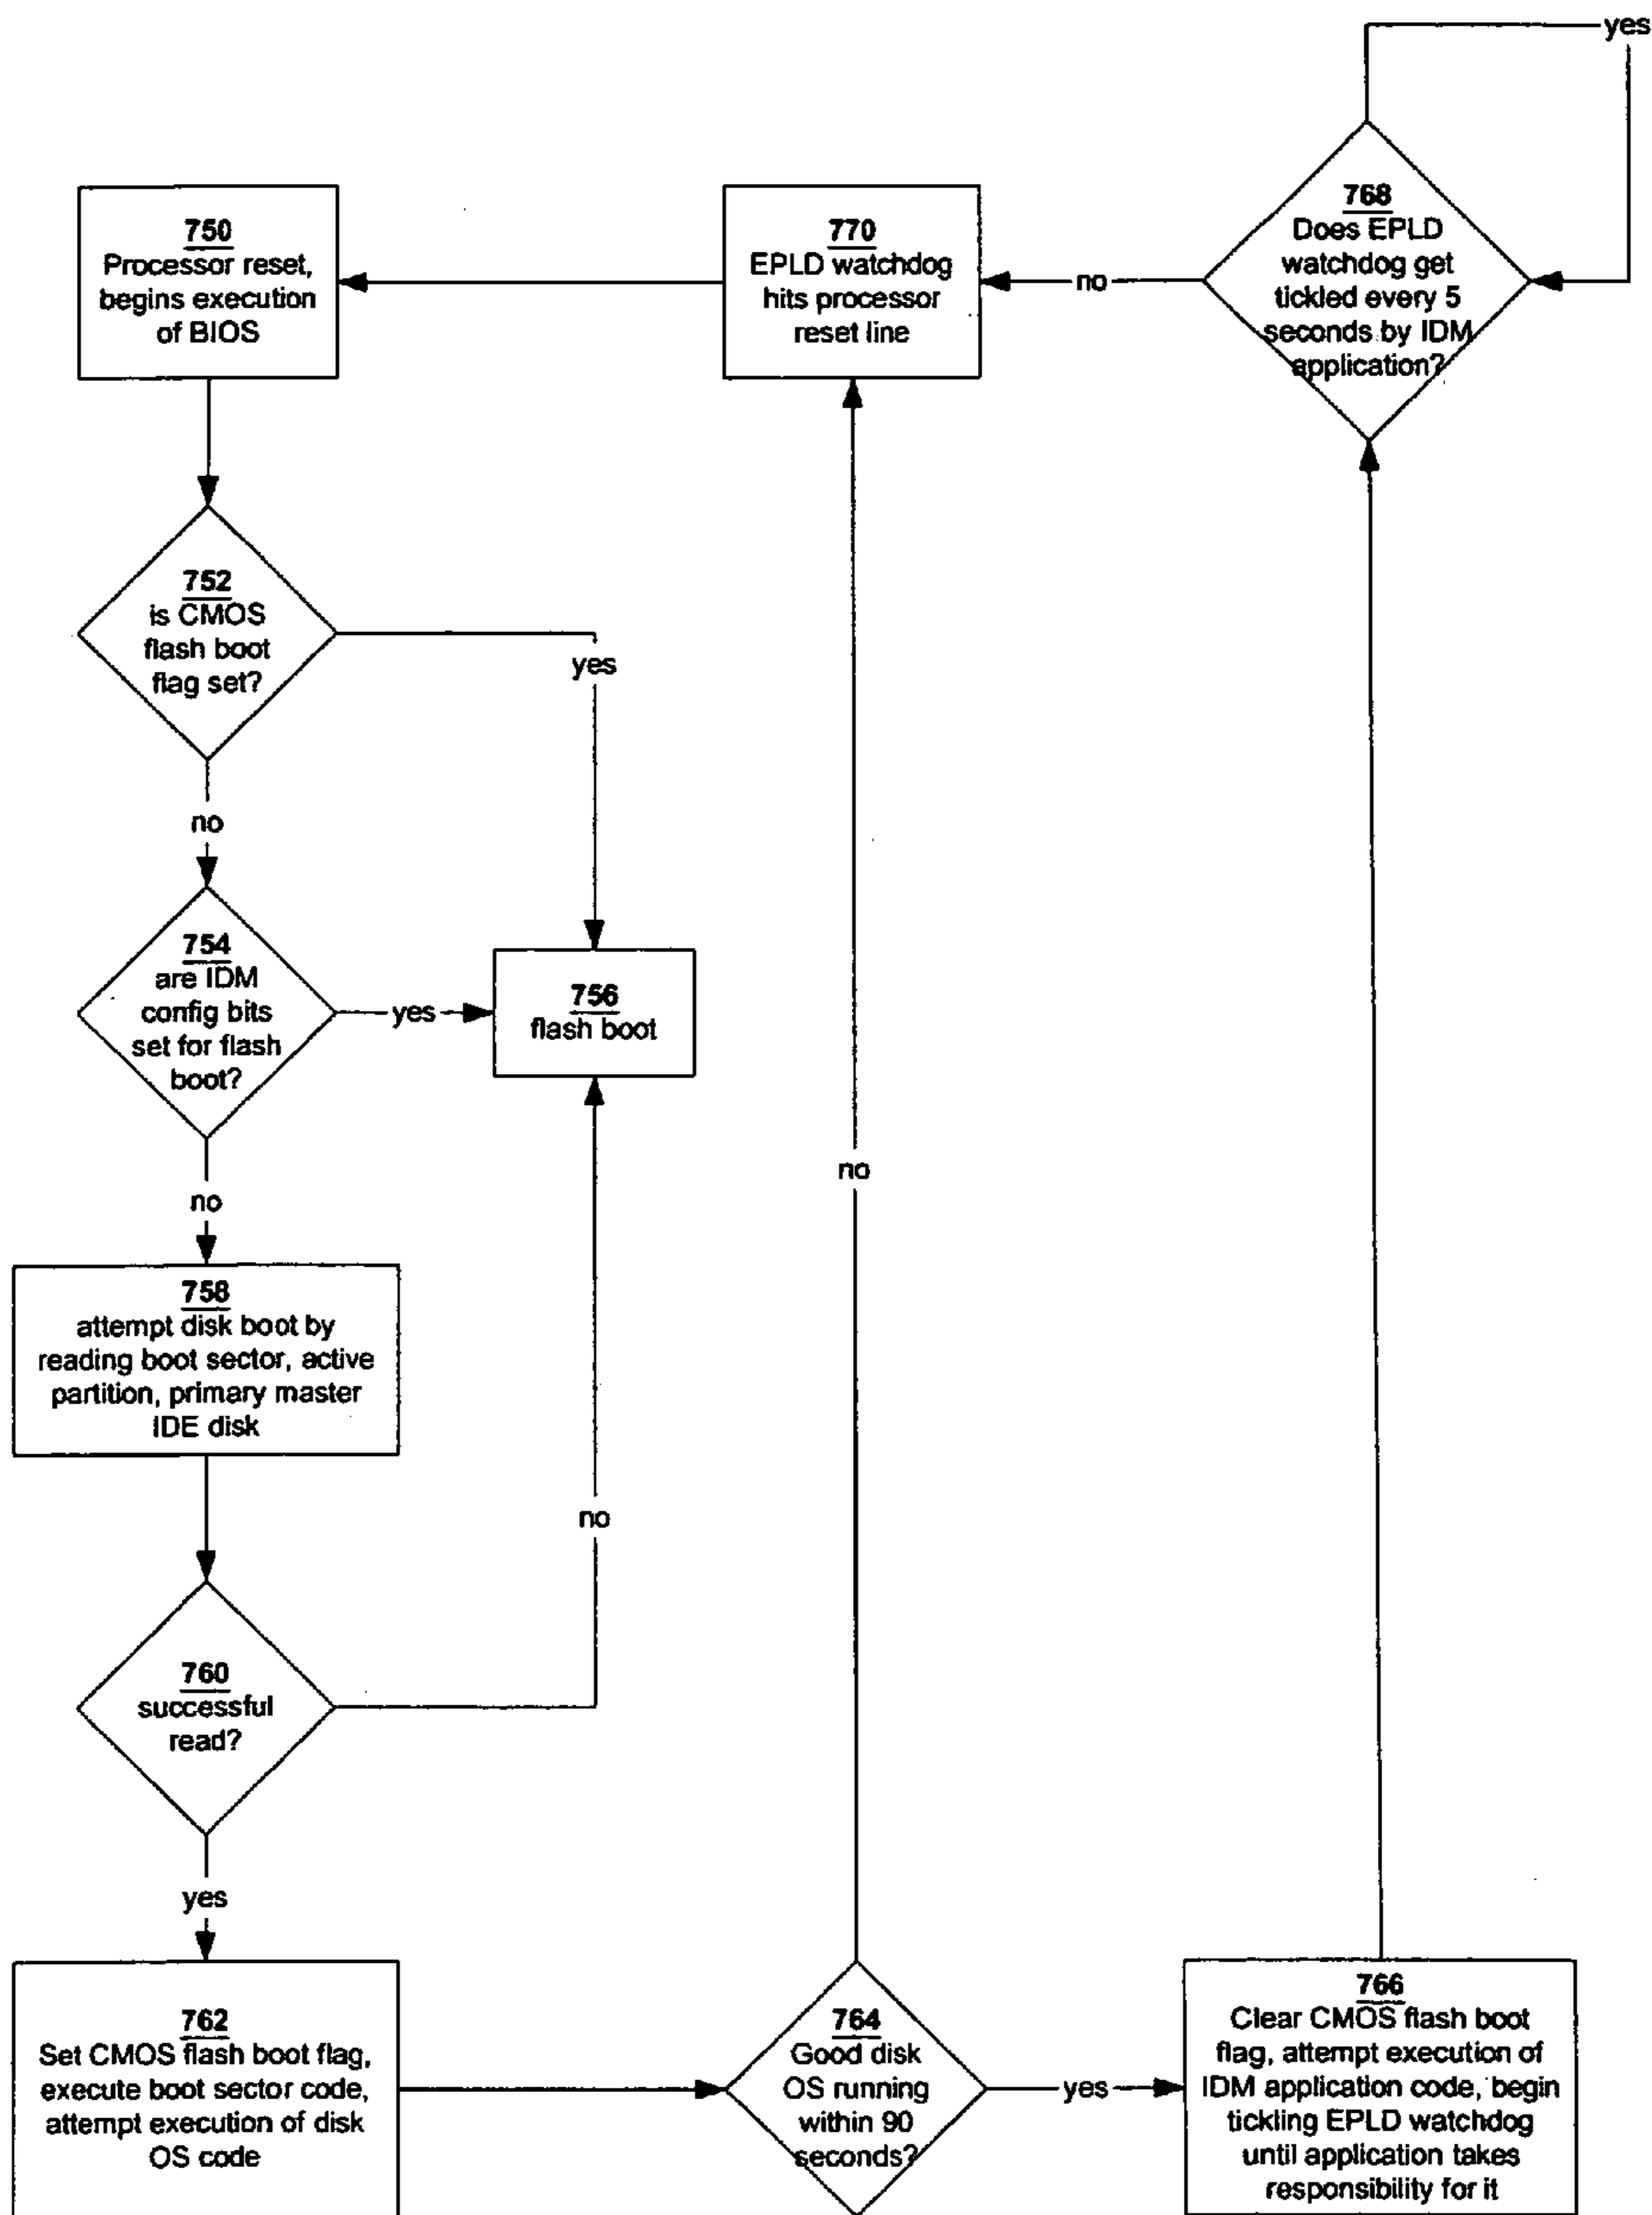 yes
750
Processor reset,
begins execution
of BIOS
770
EPLD watchdog
hits processor
reset line
no
768
Does EPLD
watchdog get
tickled every 5
seconds by IDM
application?
752
is CMOS
flash boot
flag set?
yes
no
754
are IDM
config bits
set for flash
boot?
yes
756
flash boot
no
no
758
attempt disk boot by
reading boot sector, active
partition, primary master
IDE disk
no
760
successful
read?
yes
762
Set CMOS flash boot flag,
execute boot sector code,
attempt execution of disk
OS code
764
Good disk
OS running
within 90
seconds?
yes
766
Clear CMOS flash boot
flag, attempt execution of
IDM application code, begin
tickling EPLD watchdog
until application takes
responsibility for it